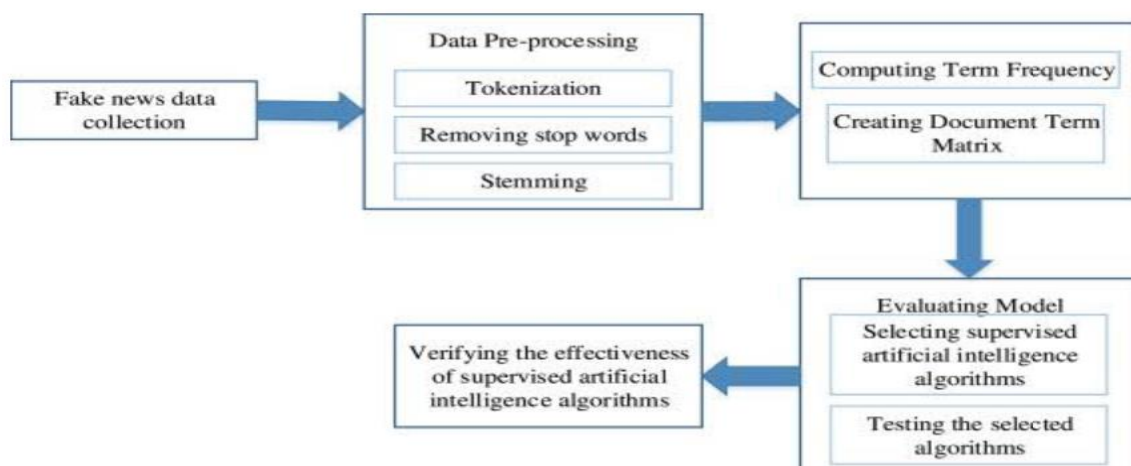 Fake news data
collection
Data Pre-processing
Tokenization
Removing stop words
Stemming
Computing Term Frequency
Creating Document Term
Matrix
Evaluating Model
Selecting supervised
artificial intelligence
algorithms
Testing the selected
algorithms
Verifying the effectiveness
of supervised artificial
intelligence algorithms